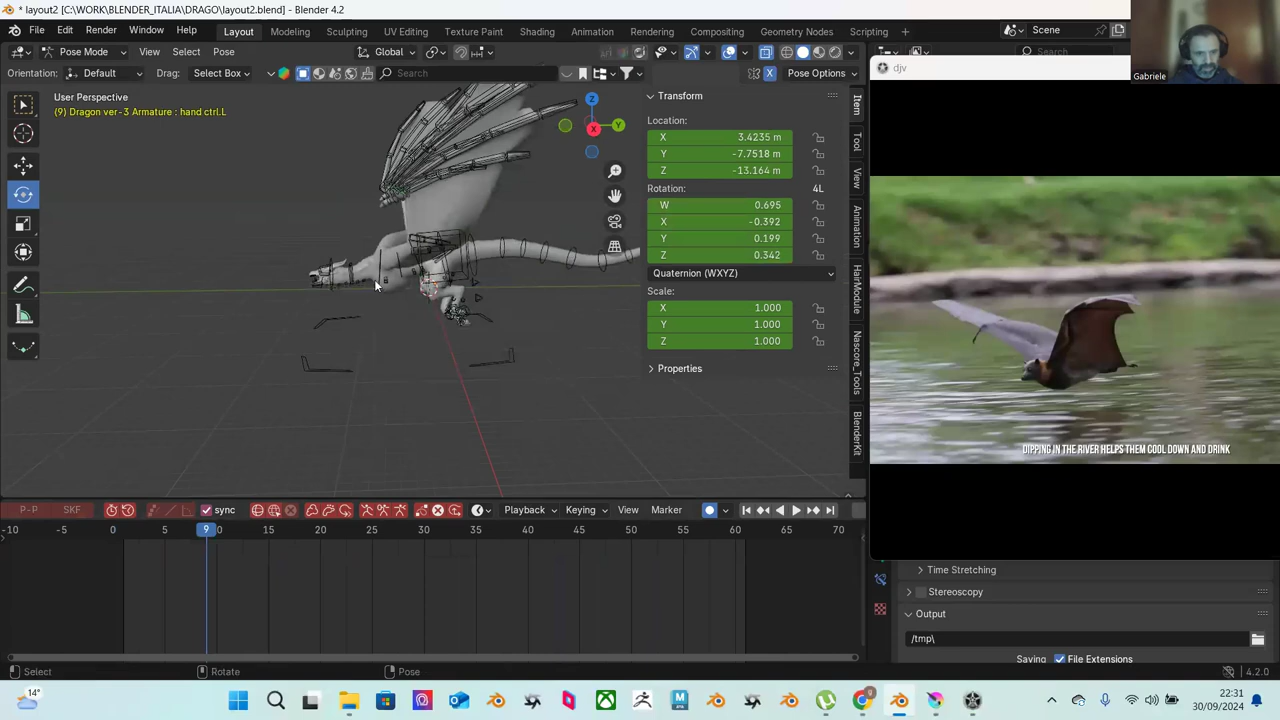 * layout2 [C:\WORK\BLENDER_ITALIA\DRAGO\layout2.blend] - Blender 4.2
File Edit Render Window Help Layout Modeling Sculpting UV Editing Texture Paint Shading Animation Rendering Compositing Geometry Nodes Scripting Scene
Pose Mode View Select Pose Global
Orientation: Default Drag: Select Box Search X Pose Options
djv
Gabriele
User Perspective
(9) Dragon ver-3 Armature : hand ctrl.L
Z
Y
X
Transform
Location:
X 3.4235 m
Y -7.7518 m
Z -13.164 m
Rotation: 4L
W 0.695
X -0.392
Y 0.199
Z 0.342
Quaternion (WXYZ)
Scale:
X 1.000
Y 1.000
Z 1.000
Properties
Item
Tool
View
Animation
HairModule
Nascore_Tools
BlenderKit
DIPPING IN THE RIVER HELPS THEM COOL DOWN AND DRINK
P-P SKF sync Playback Keying View Marker
-10 -5 0 9 15 20 25 30 35 40 45 50 55 60 65 70
Time Stretching
Stereoscopy
Output
/tmp\
Saving File Extensions
Select Rotate Pose 4.2.0
14°
9
22:31
30/09/2024